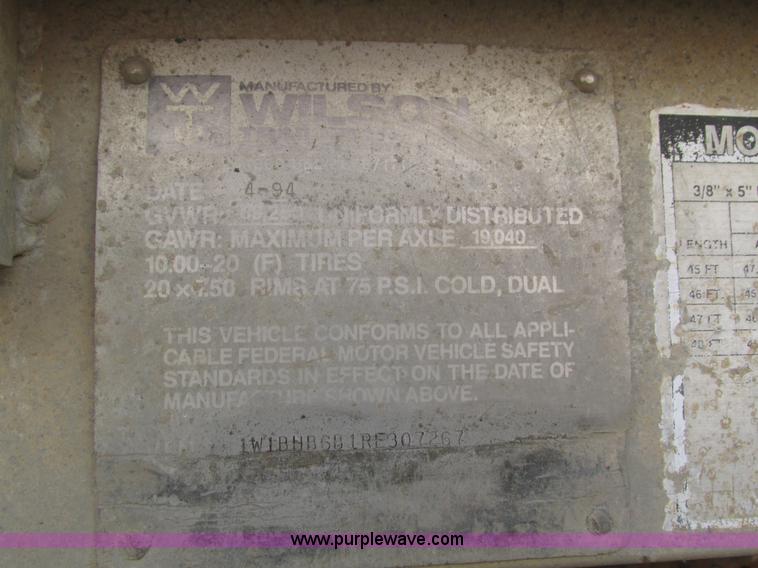 MANUFACTURED BY
WILSON
DATE 4-94
GVWR: UNIFORMLY DISTRIBUTED
GAWR: MAXIMUM PER AXLE 19,040
10.00-20 (F) TIRES
20 x 7.50 RIMS AT 75 P.S.I. COLD, DUAL
THIS VEHICLE CONFORMS TO ALL APPLI-
CABLE FEDERAL MOTOR VEHICLE SAFETY
STANDARDS IN EFFECT ON THE DATE OF
MANUFACTURE SHOWN ABOVE.
MO
3/8" x 5"
LENGTH
45 FT 47
46 FT
47 FT
www.purplewave.com